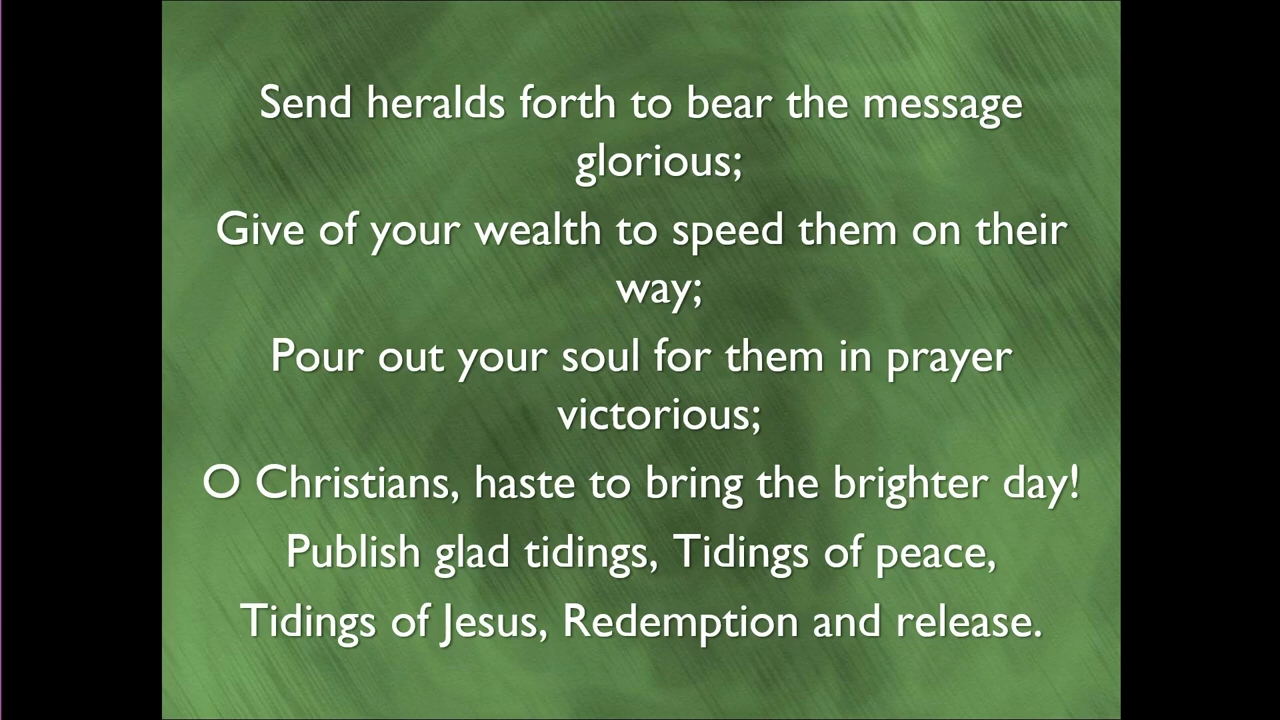 Send heralds forth to bear the message
glorious;
Give of your wealth to speed them on their
way;
Pour out your soul for them in prayer
victorious;
O Christians, haste to bring the brighter day!
Publish glad tidings, Tidings of peace,
Tidings of Jesus, Redemption and release.